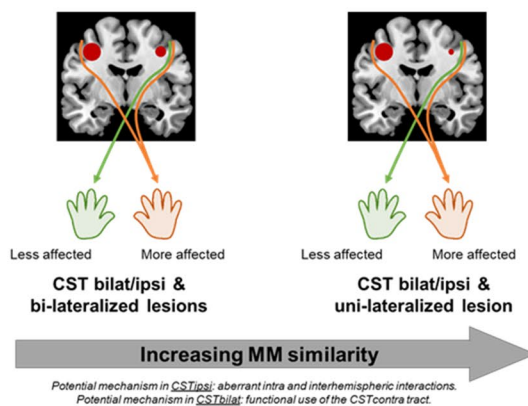 Less affected More affected Less affected More affected
CST bilat/ipsi & CST bilat/ipsi &
bi-lateralized lesions uni-lateralized lesion
Increasing MM similarity
Potential mechanism in CSTipsi: aberrant intra and interhemispheric interactions.
Potential mechanism in CSTbilat: functional use of the CSTcontra tract.